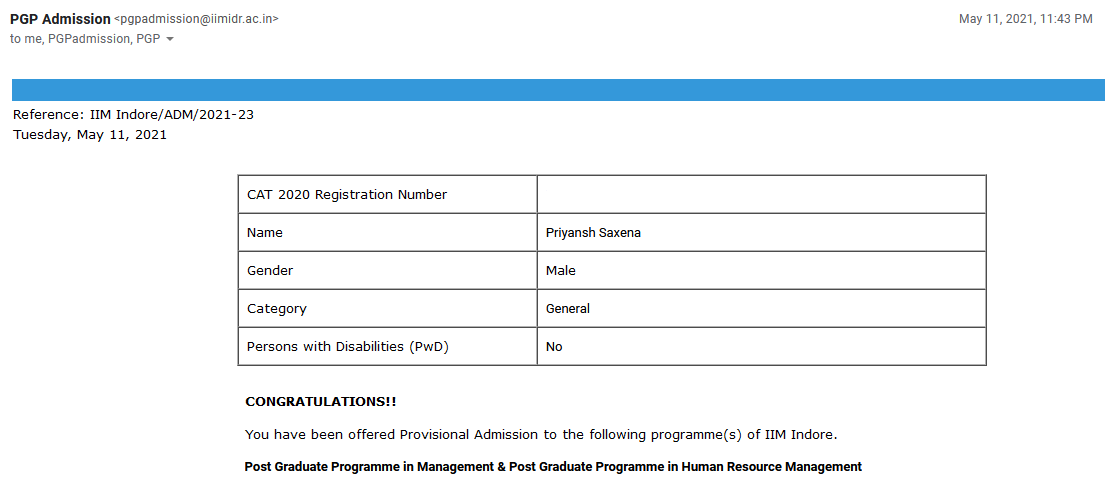 PGP Admission <pgpadmission@iimidr.ac.in> May 11, 2021, 11:43 PM
to me, PGPadmission, PGP
Reference: IIM Indore/ADM/2021-23
Tuesday, May 11, 2021
CAT 2020 Registration Number
Name Priyansh Saxena
Gender Male
Category General
Persons with Disabilities (PwD) No
CONGRATULATIONS!!
You have been offered Provisional Admission to the following programme(s) of IIM Indore.
Post Graduate Programme in Management & Post Graduate Programme in Human Resource Management